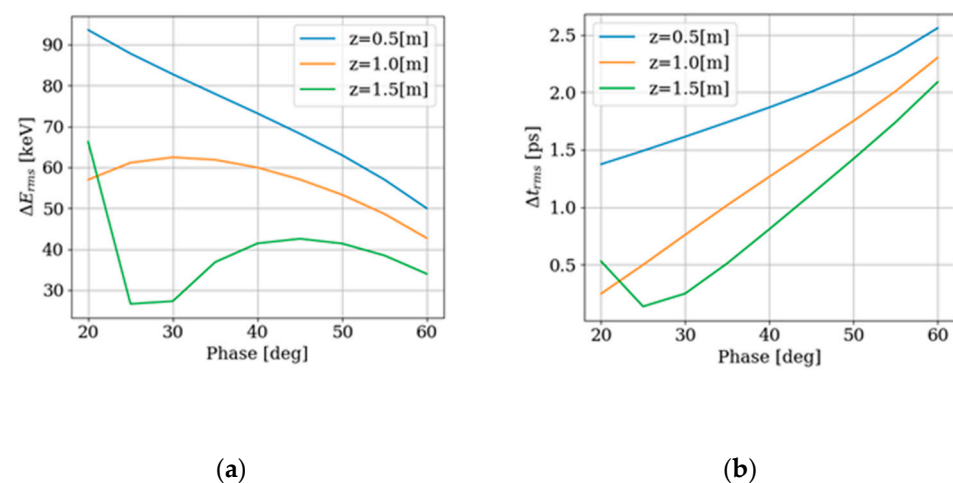 90
80
70
60
50
40
30
ΔE_rms [keV]
z=0.5[m]
z=1.0[m]
z=1.5[m]
20 30 40 50 60
Phase [deg]
(a)
2.5
2.0
1.5
1.0
0.5
Δt_rms [ps]
z=0.5[m]
z=1.0[m]
z=1.5[m]
20 30 40 50 60
Phase [deg]
(b)